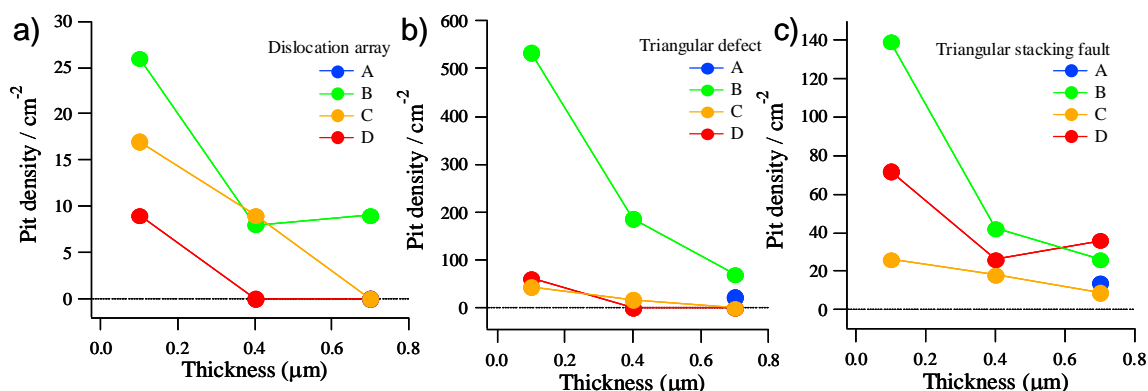 a)
Dislocation array
A
B
C
D
30
25
20
15
10
5
0
Pit density / cm-2
0.0 0.2 0.4 0.6 0.8
Thickness (μm)
b)
Triangular defect
A
B
C
D
600
500
400
300
200
100
0
Pit density / cm-2
0.0 0.2 0.4 0.6 0.8
Thickness (μm)
c)
Triangular stacking fault
A
B
C
D
140
120
100
80
60
40
20
0
Pit density / cm-2
0.0 0.2 0.4 0.6 0.8
Thickness (μm)